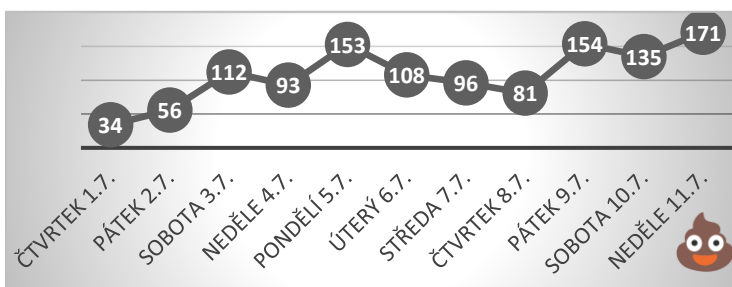 34
56
112
93
153
108
96
81
154
135
171
ČTVRTEK 1.7.
PÁTEK 2.7.
SOBOTA 3.7.
NEDĚLE 4.7.
PONDĚLÍ 5.7.
ÚTERÝ 6.7.
STŘEDA 7.7.
ČTVRTEK 8.7.
PÁTEK 9.7.
SOBOTA 10.7.
NEDĚLE 11.7.